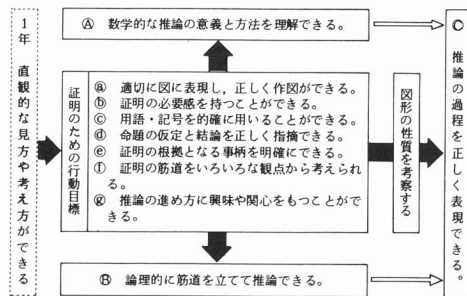 1年 直観的な見方や考え方ができる
Ⓐ 数学的な推論の意義と方法を理解できる。
証明のための行動目標
ⓐ 適切に図に表現し，正しく作図ができる。
ⓑ 証明の必要感を持つことができる。
ⓒ 用語・記号を的確に用いることができる。
ⓓ 命題の仮定と結論を正しく指摘できる。
ⓔ 証明の根拠となる事柄を明確にできる。
ⓕ 証明の筋道をいろいろな観点から考えられ
る。
ⓖ 推論の進め方に興味や関心をもつことがで
きる。
図形の性質を考察する
Ⓑ 論理的に筋道を立てて推論できる。
Ⓒ 推論の過程を正しく表現できる。